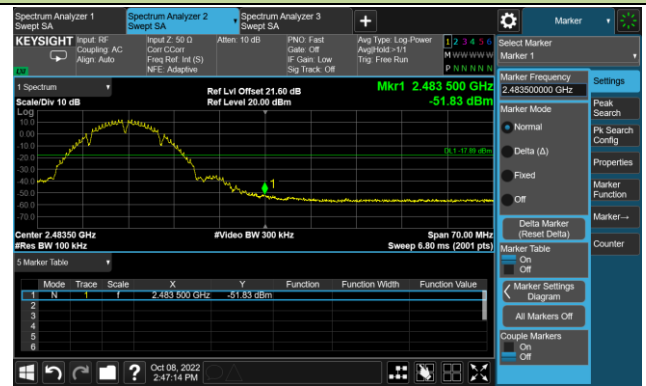 Spectrum Analyzer 1
Swept SA
Spectrum Analyzer 2
Swept SA
Spectrum Analyzer 3
Swept SA
Marker
KEYSIGHT
Input: RF
Coupling: AC
Align: Auto
Input Z: 50 Ω
Corr CCorr
Freq Ref: Int (S)
NFE: Adaptive
Atten: 10 dB
PNO: Fast
Gate: Off
IF Gain: Low
Sig Track: Off
Avg Type: Log-Power
Avg|Hold:>1/1
Trig: Free Run
1 2 3 4 5 6
M W W W W W
P N N N N N
Select Marker
Marker 1
1 Spectrum
Scale/Div 10 dB
Log
Ref Lvl Offset 21.60 dB
Ref Level 20.00 dBm
Mkr1 2.483 500 GHz
-51.83 dBm
10.0
0.00
-10.0
-20.0
-30.0
-40.0
-50.0
-60.0
-70.0
1
Center 2.48350 GHz
#Res BW 100 kHz
#Video BW 300 kHz
Span 70.00 MHz
Sweep 6.80 ms (2001 pts)
5 Marker Table
Mode Trace Scale X Y Function Function Width Function Value
1 N 1 f 2.483 500 GHz -51.83 dBm
2
3
4
5
6
Marker Frequency
2.483500000 GHz
Marker Mode
Normal
Delta (Δ)
Fixed
Off
Delta Marker
(Reset Delta)
Marker Table
On
Off
Marker Settings
Diagram
All Markers Off
Couple Markers
On
Off
Settings
Peak
Search
Pk Search
Config
Properties
Marker
Function
Marker→
Counter
?
Oct 08, 2022
2:47:14 PM